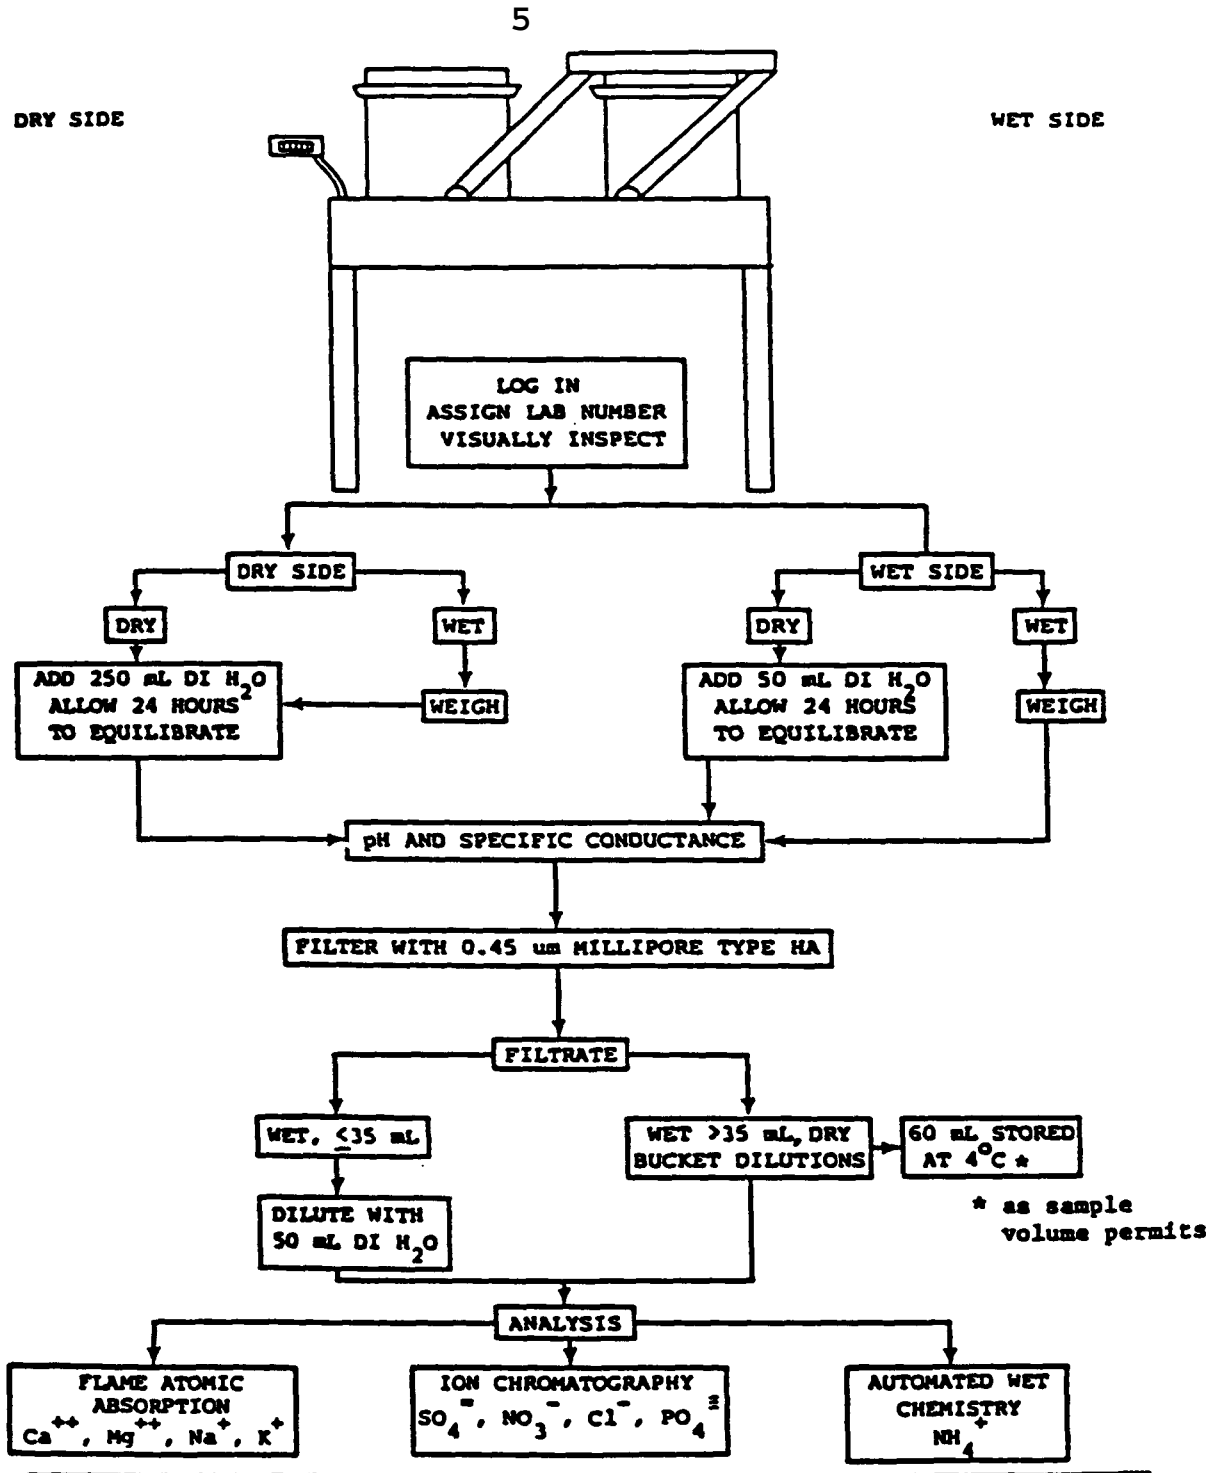 5
DRY SIDE
WET SIDE
LOG IN
ASSIGN LAB NUMBER
VISUALLY INSPECT
DRY SIDE
WET SIDE
DRY
WET
DRY
WET
ADD 250 mL DI H₂O
ALLOW 24 HOURS
TO EQUILIBRATE
WEIGH
ADD 50 mL DI H₂O
ALLOW 24 HOURS
TO EQUILIBRATE
WEIGH
pH AND SPECIFIC CONDUCTANCE
FILTER WITH 0.45 um MILLIPORE TYPE HA
FILTRATE
WET, ≤35 mL
WET >35 mL, DRY
BUCKET DILUTIONS
60 mL STORED
AT 4°C *
* as sample
volume permits
DILUTE WITH
50 mL DI H₂O
ANALYSIS
FLAME ATOMIC
ABSORPTION
Ca⁺⁺, Mg⁺⁺, Na⁺, K⁺
ION CHROMATOGRAPHY
SO₄⁼, NO₃⁻, Cl⁻, PO₄≡
AUTOMATED WET
CHEMISTRY
NH₄⁺